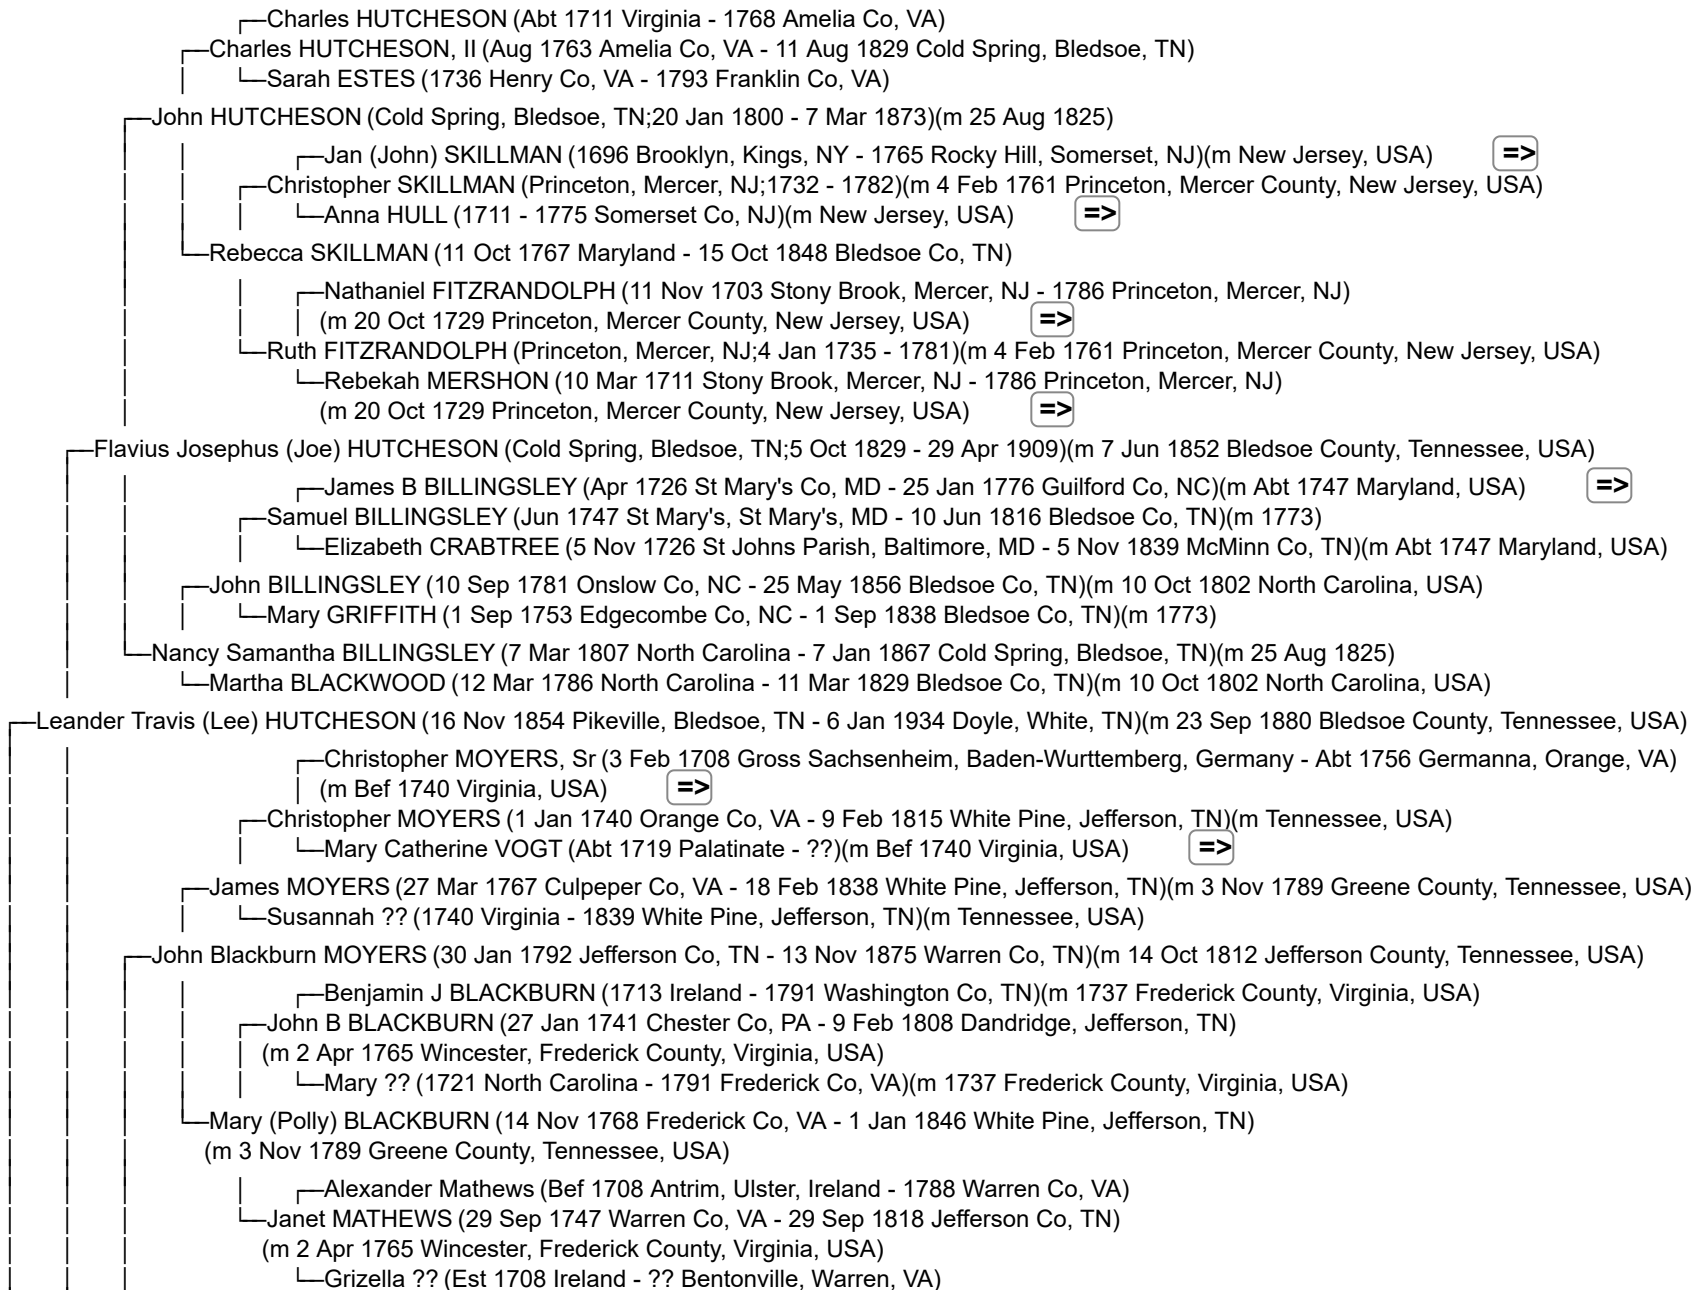 Charles HUTCHESON (Abt 1711 Virginia - 1768 Amelia Co, VA)
Charles HUTCHESON, II (Aug 1763 Amelia Co, VA - 11 Aug 1829 Cold Spring, Bledsoe, TN)
Sarah ESTES (1736 Henry Co, VA - 1793 Franklin Co, VA)
John HUTCHESON (Cold Spring, Bledsoe, TN;20 Jan 1800 - 7 Mar 1873)(m 25 Aug 1825)
Jan (John) SKILLMAN (1696 Brooklyn, Kings, NY - 1765 Rocky Hill, Somerset, NJ)(m New Jersey, USA) =>
Christopher SKILLMAN (Princeton, Mercer, NJ;1732 - 1782)(m 4 Feb 1761 Princeton, Mercer County, New Jersey, USA)
Anna HULL (1711 - 1775 Somerset Co, NJ)(m New Jersey, USA) =>
Rebecca SKILLMAN (11 Oct 1767 Maryland - 15 Oct 1848 Bledsoe Co, TN)
Nathaniel FITZRANDOLPH (11 Nov 1703 Stony Brook, Mercer, NJ - 1786 Princeton, Mercer, NJ)
(m 20 Oct 1729 Princeton, Mercer County, New Jersey, USA) =>
Ruth FITZRANDOLPH (Princeton, Mercer, NJ;4 Jan 1735 - 1781)(m 4 Feb 1761 Princeton, Mercer County, New Jersey, USA)
Rebekah MERSHON (10 Mar 1711 Stony Brook, Mercer, NJ - 1786 Princeton, Mercer, NJ)
(m 20 Oct 1729 Princeton, Mercer County, New Jersey, USA) =>
Flavius Josephus (Joe) HUTCHESON (Cold Spring, Bledsoe, TN;5 Oct 1829 - 29 Apr 1909)(m 7 Jun 1852 Bledsoe County, Tennessee, USA)
James B BILLINGSLEY (Apr 1726 St Mary's Co, MD - 25 Jan 1776 Guilford Co, NC)(m Abt 1747 Maryland, USA) =>
Samuel BILLINGSLEY (Jun 1747 St Mary's, St Mary's, MD - 10 Jun 1816 Bledsoe Co, TN)(m 1773)
Elizabeth CRABTREE (5 Nov 1726 St Johns Parish, Baltimore, MD - 5 Nov 1839 McMinn Co, TN)(m Abt 1747 Maryland, USA)
John BILLINGSLEY (10 Sep 1781 Onslow Co, NC - 25 May 1856 Bledsoe Co, TN)(m 10 Oct 1802 North Carolina, USA)
Mary GRIFFITH (1 Sep 1753 Edgecombe Co, NC - 1 Sep 1838 Bledsoe Co, TN)(m 1773)
Nancy Samantha BILLINGSLEY (7 Mar 1807 North Carolina - 7 Jan 1867 Cold Spring, Bledsoe, TN)(m 25 Aug 1825)
Martha BLACKWOOD (12 Mar 1786 North Carolina - 11 Mar 1829 Bledsoe Co, TN)(m 10 Oct 1802 North Carolina, USA)
Leander Travis (Lee) HUTCHESON (16 Nov 1854 Pikeville, Bledsoe, TN - 6 Jan 1934 Doyle, White, TN)(m 23 Sep 1880 Bledsoe County, Tennessee, USA)
Christopher MOYERS, Sr (3 Feb 1708 Gross Sachsenheim, Baden-Wurttemberg, Germany - Abt 1756 Germanna, Orange, VA)
(m Bef 1740 Virginia, USA) =>
Christopher MOYERS (1 Jan 1740 Orange Co, VA - 9 Feb 1815 White Pine, Jefferson, TN)(m Tennessee, USA)
Mary Catherine VOGT (Abt 1719 Palatinate - ??)(m Bef 1740 Virginia, USA) =>
James MOYERS (27 Mar 1767 Culpeper Co, VA - 18 Feb 1838 White Pine, Jefferson, TN)(m 3 Nov 1789 Greene County, Tennessee, USA)
Susannah ?? (1740 Virginia - 1839 White Pine, Jefferson, TN)(m Tennessee, USA)
John Blackburn MOYERS (30 Jan 1792 Jefferson Co, TN - 13 Nov 1875 Warren Co, TN)(m 14 Oct 1812 Jefferson County, Tennessee, USA)
Benjamin J BLACKBURN (1713 Ireland - 1791 Washington Co, TN)(m 1737 Frederick County, Virginia, USA)
John B BLACKBURN (27 Jan 1741 Chester Co, PA - 9 Feb 1808 Dandridge, Jefferson, TN)
(m 2 Apr 1765 Wincester, Frederick County, Virginia, USA)
Mary ?? (1721 North Carolina - 1791 Frederick Co, VA)(m 1737 Frederick County, Virginia, USA)
Mary (Polly) BLACKBURN (14 Nov 1768 Frederick Co, VA - 1 Jan 1846 White Pine, Jefferson, TN)
(m 3 Nov 1789 Greene County, Tennessee, USA)
Alexander Mathews (Bef 1708 Antrim, Ulster, Ireland - 1788 Warren Co, VA)
Janet MATHEWS (29 Sep 1747 Warren Co, VA - 29 Sep 1818 Jefferson Co, TN)
(m 2 Apr 1765 Wincester, Frederick County, Virginia, USA)
Grizella ?? (Est 1708 Ireland - ?? Bentonville, Warren, VA)